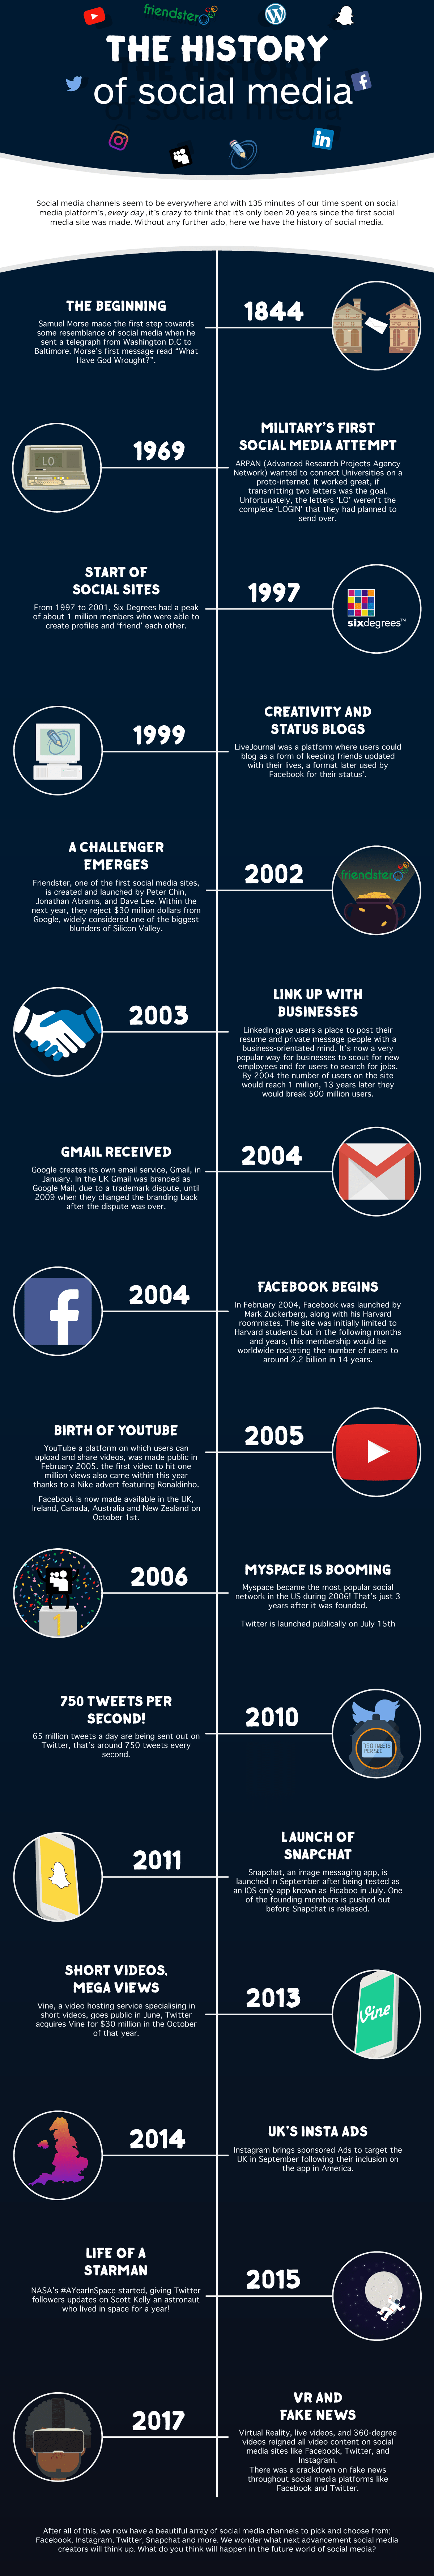 friendster
THE HISTORY
of social media
Social media channels seem to be everywhere and with 135 minutes of our time spent on social
media platform's, every day, it's crazy to think that it's only been 20 years since the first social
media site was made. Without any further ado, here we have the history of social media.
THE BEGINNING
Samuel Morse made the first step towards
some resemblance of social media when he
sent a telegraph from Washington D.C to
Baltimore. Morse's first message read "What
Have God Wrought?".
1844
1969
LO
MILITARY'S FIRST
SOCIAL MEDIA ATTEMPT
ARPAN (Advanced Research Projects Agency
Network) wanted to connect Universities on a
proto-internet. It worked great, if
transmitting two letters was the goal.
Unfortunately, the letters 'LO' weren't the
complete 'LOGIN' that they had planned to
send over.
START OF
SOCIAL SITES
From 1997 to 2001, Six Degrees had a peak
of about 1 million members who were able to
create profiles and 'friend' each other.
1997
sixdegrees™
1999
CREATIVITY AND
STATUS BLOGS
LiveJournal was a platform where users could
blog as a form of keeping friends updated
with their lives, a format later used by
Facebook for their status'.
A CHALLENGER
EMERGES
Friendster, one of the first social media sites,
is created and launched by Peter Chin,
Jonathan Abrams, and Dave Lee. Within the
next year, they reject $30 million dollars from
Google, widely considered one of the biggest
blunders of Silicon Valley.
2002
friendster
2003
LINK UP WITH
BUSINESSES
LinkedIn gave users a place to post their
resume and private message people with a
business-orientated mind. It's now a very
popular way for businesses to scout for new
employees and for users to search for jobs.
By 2004 the number of users on the site
would reach 1 million, 13 years later they
would break 500 million users.
GMAIL RECEIVED
Google creates its own email service, Gmail, in
January. In the UK Gmail was branded as
Google Mail, due to a trademark dispute, until
2009 when they changed the branding back
after the dispute was over.
2004
2004
FACEBOOK BEGINS
In February 2004, Facebook was launched by
Mark Zuckerberg, along with his Harvard
roommates. The site was initially limited to
Harvard students but in the following months
and years, this membership would be
worldwide rocketing the number of users to
around 2.2 billion in 14 years.
BIRTH OF YOUTUBE
YouTube a platform on which users can
upload and share videos, was made public in
February 2005. the first video to hit one
million views also came within this year
thanks to a Nike advert featuring Ronaldinho.
Facebook is now made available in the UK,
Ireland, Canada, Australia and New Zealand on
October 1st.
2005
2006
1
MYSPACE IS BOOMING
Myspace became the most popular social
network in the US during 2006! That's just 3
years after it was founded.
Twitter is launched publically on July 15th
750 TWEETS PER
SECOND!
65 million tweets a day are being sent out on
Twitter, that's around 750 tweets every
second.
2010
750 TWEETS
PER SEC
2011
LAUNCH OF
SNAPCHAT
Snapchat, an image messaging app, is
launched in September after being tested as
an IOS only app known as Picaboo in July. One
of the founding members is pushed out
before Snapchat is released.
SHORT VIDEOS,
MEGA VIEWS
Vine, a video hosting service specialising in
short videos, goes public in June, Twitter
acquires Vine for $30 million in the October
of that year.
2013
Vine
2014
UK'S INSTA ADS
Instagram brings sponsored Ads to target the
UK in September following their inclusion on
the app in America.
LIFE OF A
STARMAN
NASA's #AYearInSpace started, giving Twitter
followers updates on Scott Kelly an astronaut
who lived in space for a year!
2015
2017
VR AND
FAKE NEWS
Virtual Reality, live videos, and 360-degree
videos reigned all video content on social
media sites like Facebook, Twitter, and
Instagram.
There was a crackdown on fake news
throughout social media platforms like
Facebook and Twitter.
After all of this, we now have a beautiful array of social media channels to pick and choose from;
Facebook, Instagram, Twitter, Snapchat and more. We wonder what next advancement social media
creators will think up. What do you think will happen in the future world of social media?